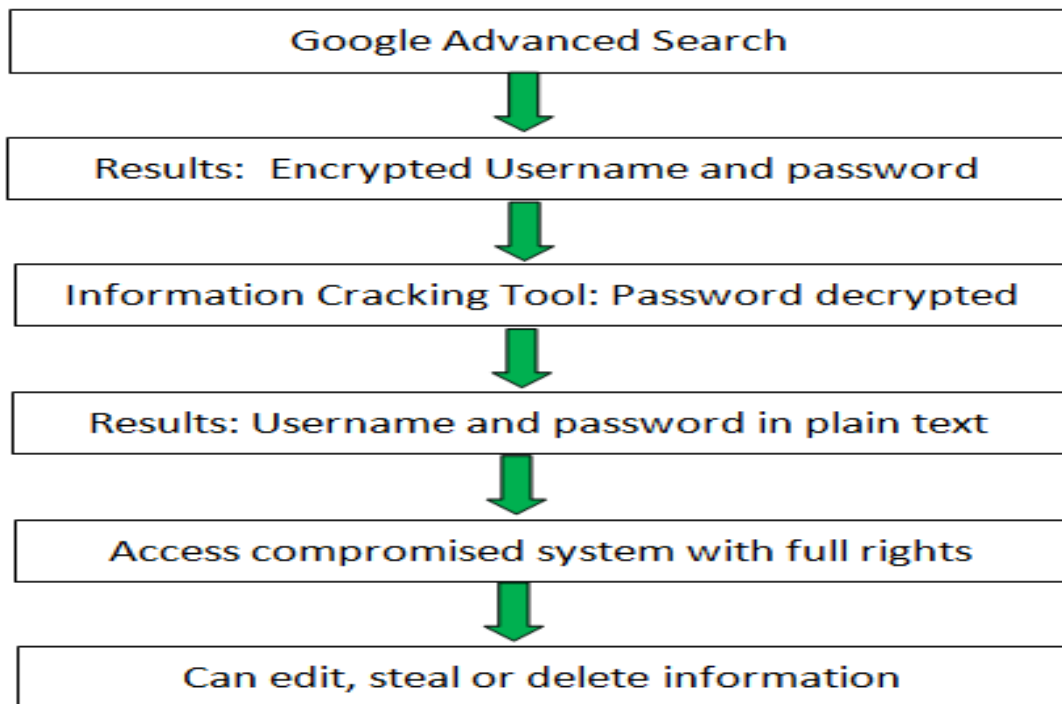 Google Advanced Search
Results:  Encrypted Username and password
Information Cracking Tool: Password decrypted
Results: Username and password in plain text
Access compromised system with full rights
Can edit, steal or delete information